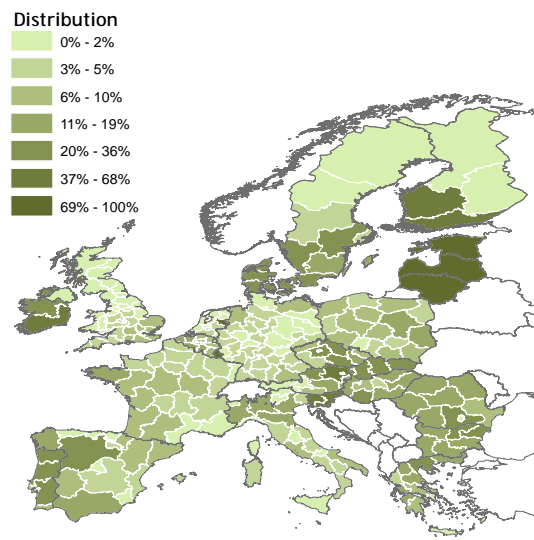 Distribution
0% - 2%
3% - 5%
6% - 10%
11% - 19%
20% - 36%
37% - 68%
69% - 100%